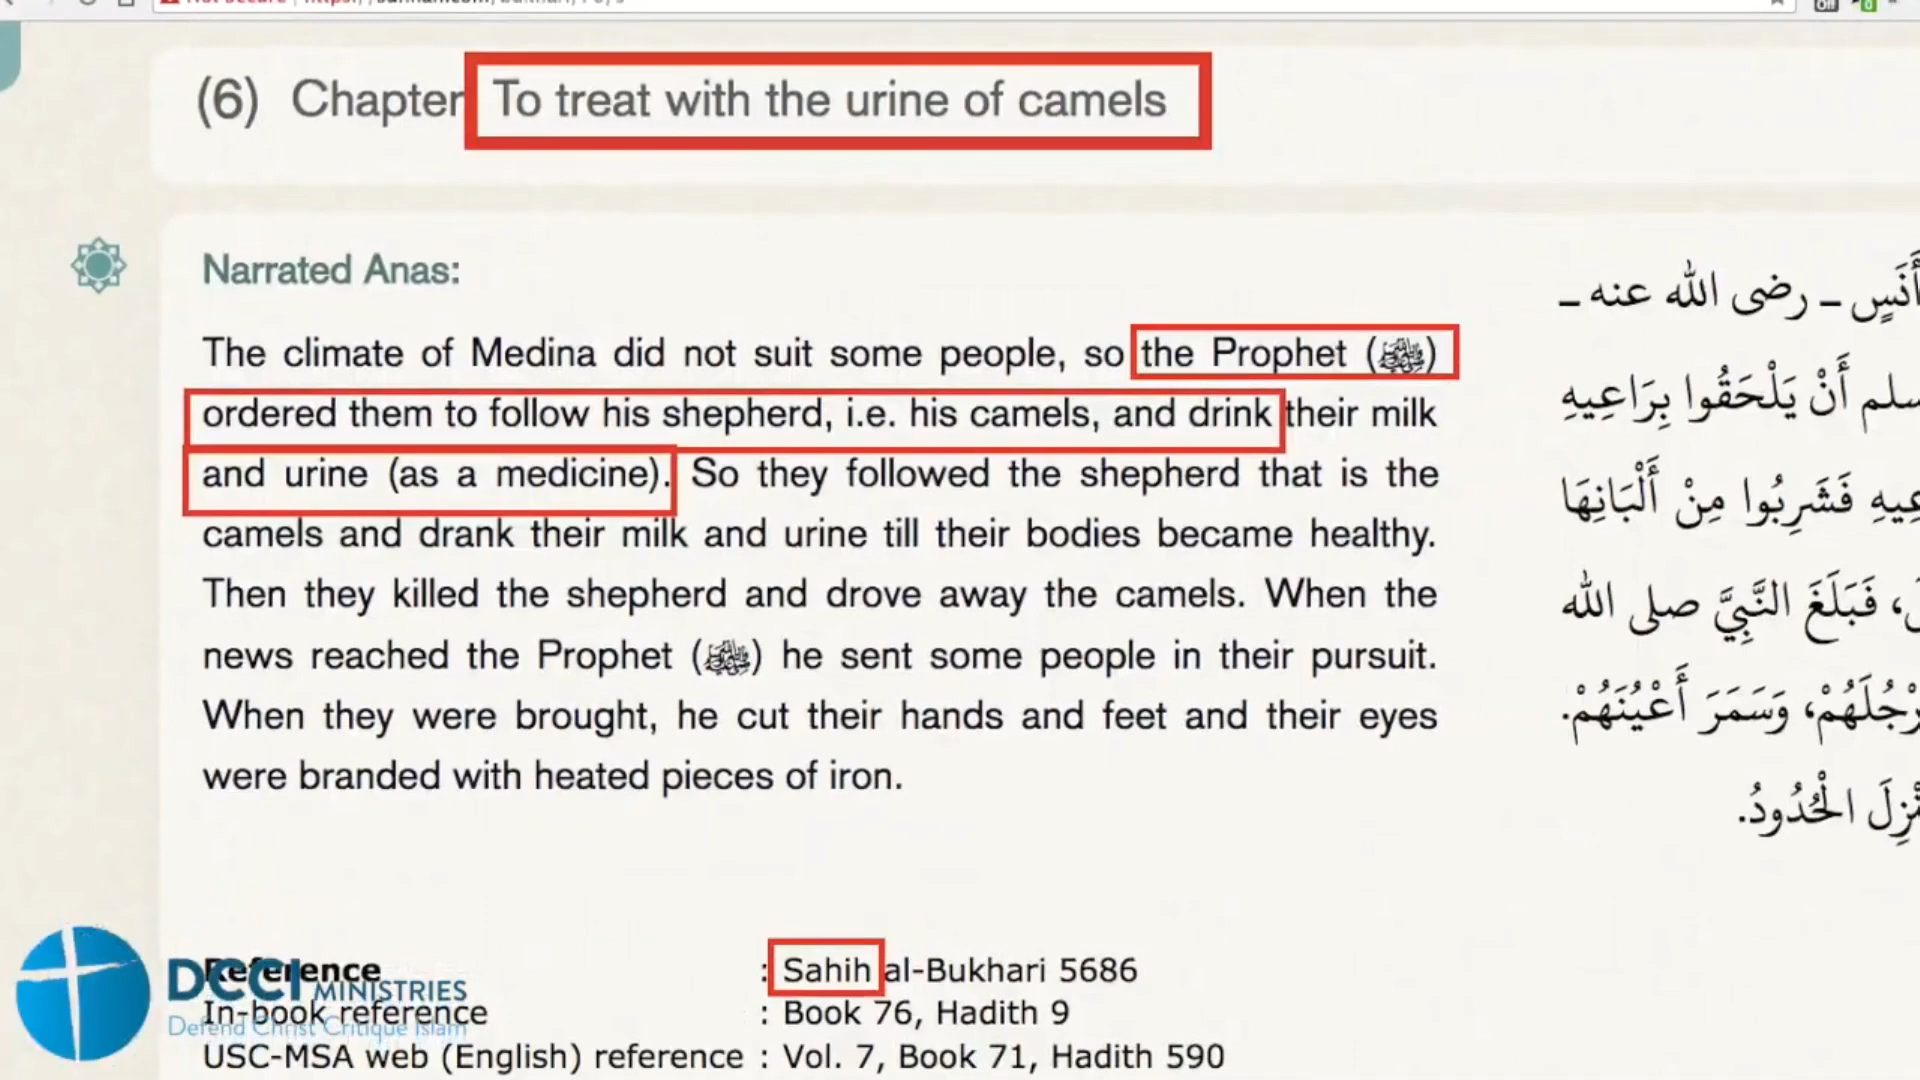 (6) Chapter To treat with the urine of camels
Narrated Anas:
The climate of Medina did not suit some people, so the Prophet (ﷺ)
ordered them to follow his shepherd, i.e. his camels, and drink their milk
and urine (as a medicine). So they followed the shepherd that is the
camels and drank their milk and urine till their bodies became healthy.
Then they killed the shepherd and drove away the camels. When the
news reached the Prophet (ﷺ) he sent some people in their pursuit.
When they were brought, he cut their hands and feet and their eyes
were branded with heated pieces of iron.
أَنَسٍ ـ رضى الله عنه ـ
أَنْ يَلْحَقُوا بِرَاعِيهِ
فَشَرِبُوا مِنْ أَلْبَانِهَا
فَبَلَغَ النَّبِيَّ صلى الله
وَسَمَرَ أَعْيُنَهُمْ.
الْحُدُودُ.
Reference : Sahih al-Bukhari 5686
In-book reference : Book 76, Hadith 9
USC-MSA web (English) reference : Vol. 7, Book 71, Hadith 590
DCCI MINISTRIES
Defend Christ Critique Islam